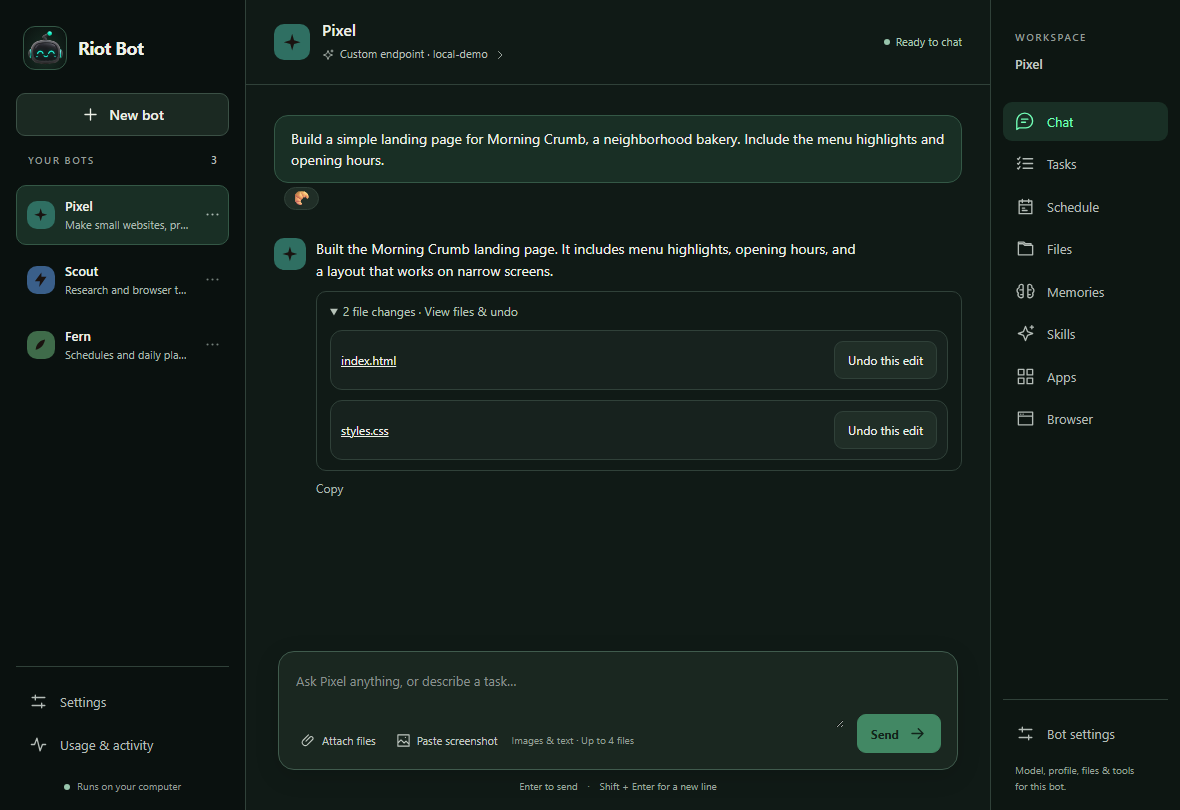 Riot Bot
New bot
YOUR BOTS 3
Pixel
Make small websites, pr...
Scout
Research and browser t...
Fern
Schedules and daily pla...
Settings
Usage & activity
Runs on your computer
Pixel
Custom endpoint · local-demo
Ready to chat
Build a simple landing page for Morning Crumb, a neighborhood bakery. Include the menu highlights and
opening hours.
Built the Morning Crumb landing page. It includes menu highlights, opening hours, and
a layout that works on narrow screens.
2 file changes · View files & undo
index.html Undo this edit
styles.css Undo this edit
Copy
Ask Pixel anything, or describe a task...
Attach files Paste screenshot Images & text · Up to 4 files Send
Enter to send · Shift + Enter for a new line
WORKSPACE
Pixel
Chat
Tasks
Schedule
Files
Memories
Skills
Apps
Browser
Bot settings
Model, profile, files & tools
for this bot.